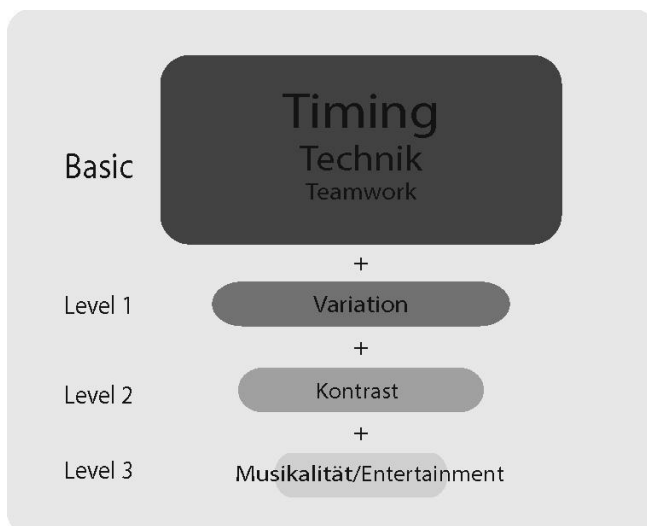 Basic
Timing
Technik
Teamwork
+
Level 1
Variation
+
Level 2
Kontrast
+
Level 3
Musikalität/Entertainment